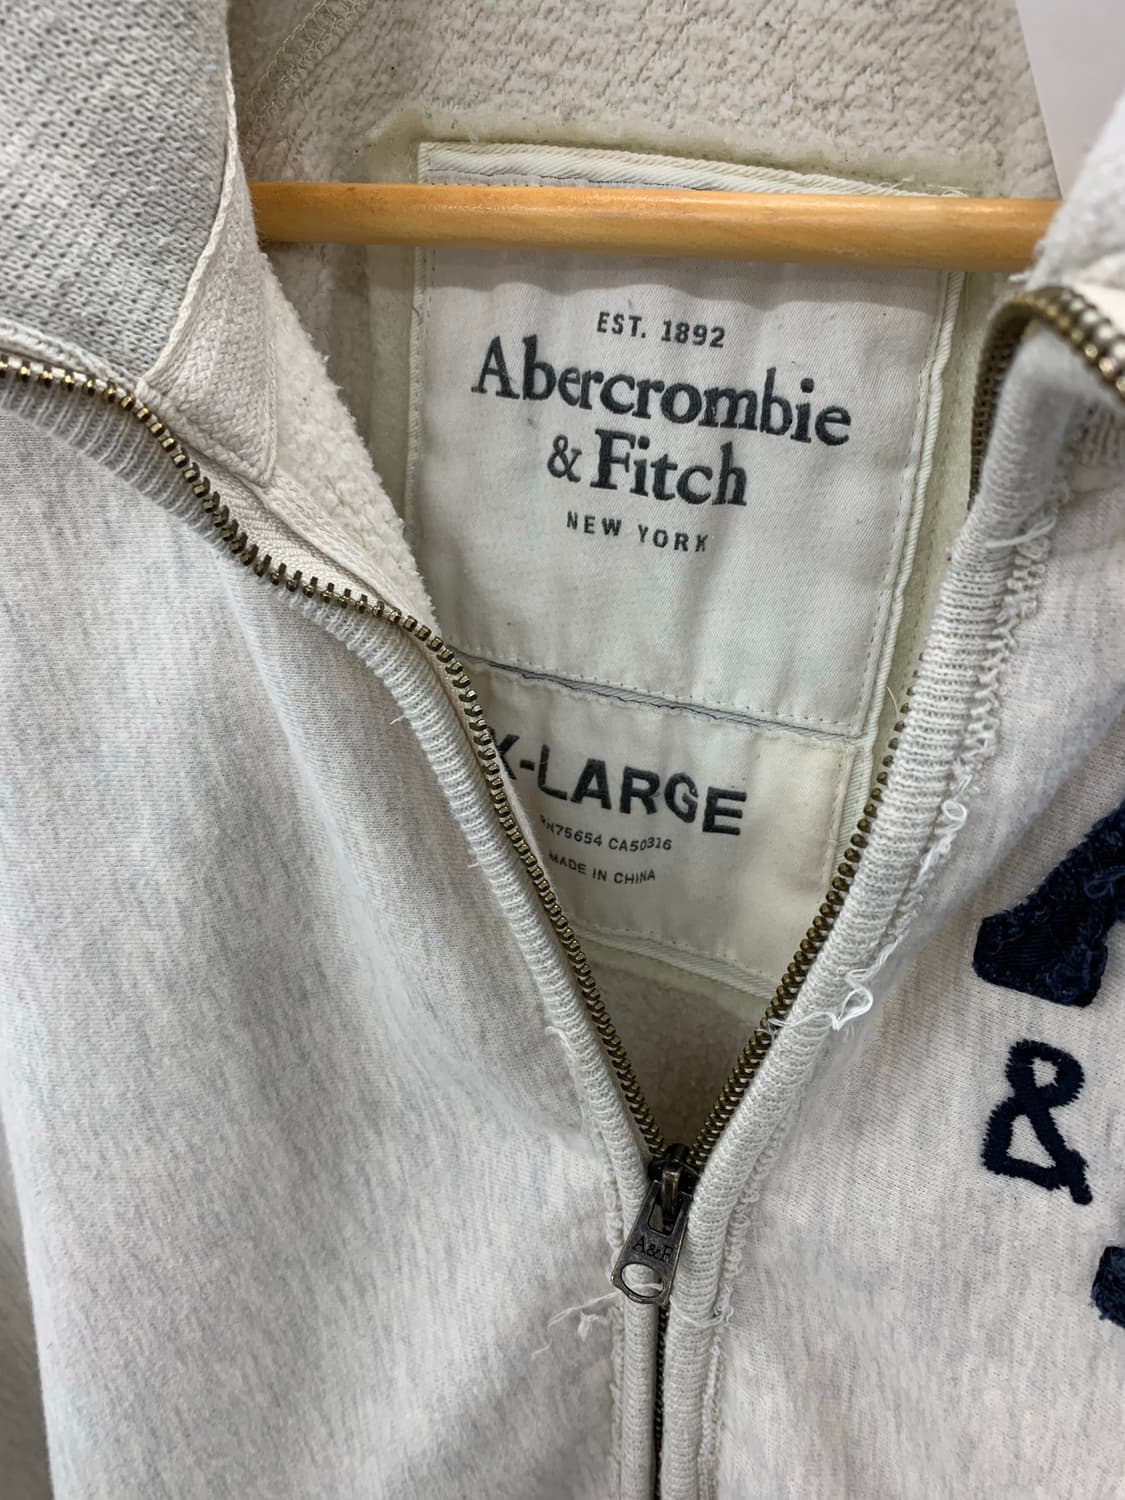 EST. 1892
Abercrombie
& Fitch
NEW YORK
X-LARGE
RN75654 CA50316
MADE IN CHINA
A
&
A&F